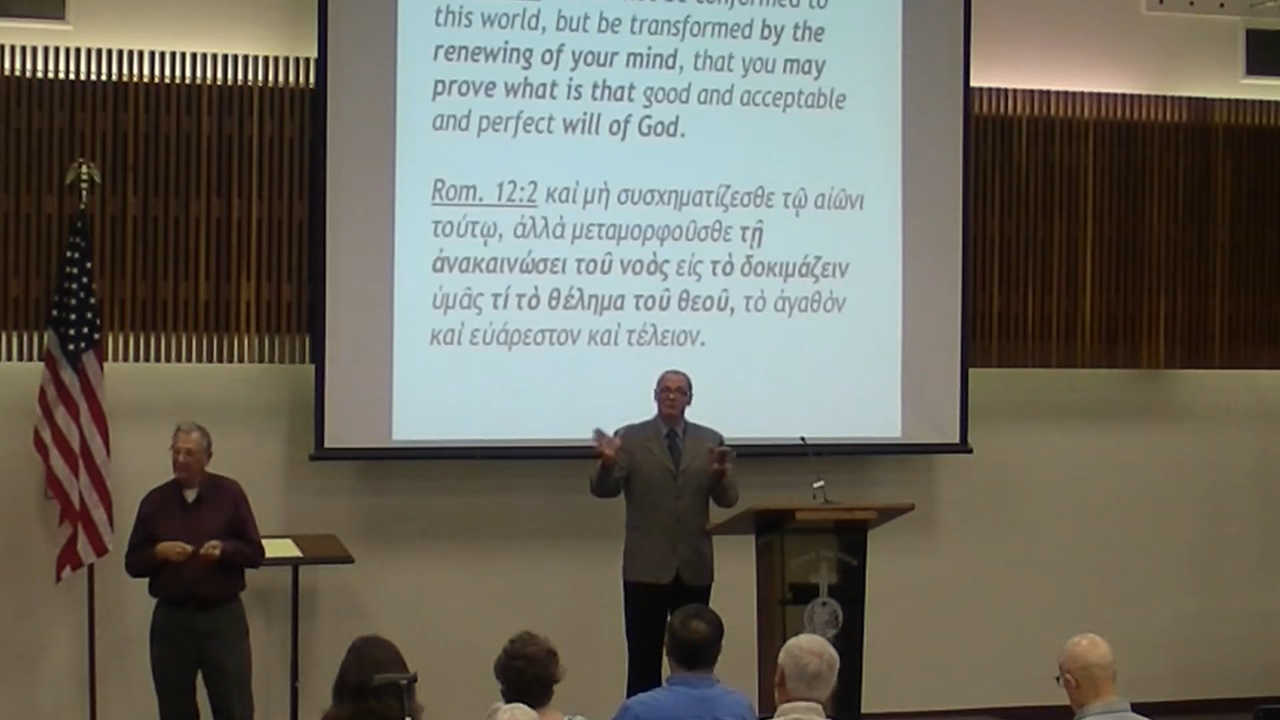 be conformed to
this world, but be transformed by the
renewing of your mind, that you may
prove what is that good and acceptable
and perfect will of God.
Rom. 12:2 καὶ μὴ συσχηματίζεσθε τῷ αἰῶνι
τούτῳ, ἀλλὰ μεταμορφοῦσθε τῇ
ἀνακαινώσει τοῦ νοὸς εἰς τὸ δοκιμάζειν
ὑμᾶς τί τὸ θέλημα τοῦ θεοῦ, τὸ ἀγαθὸν
καὶ εὐάρεστον καὶ τέλειον.